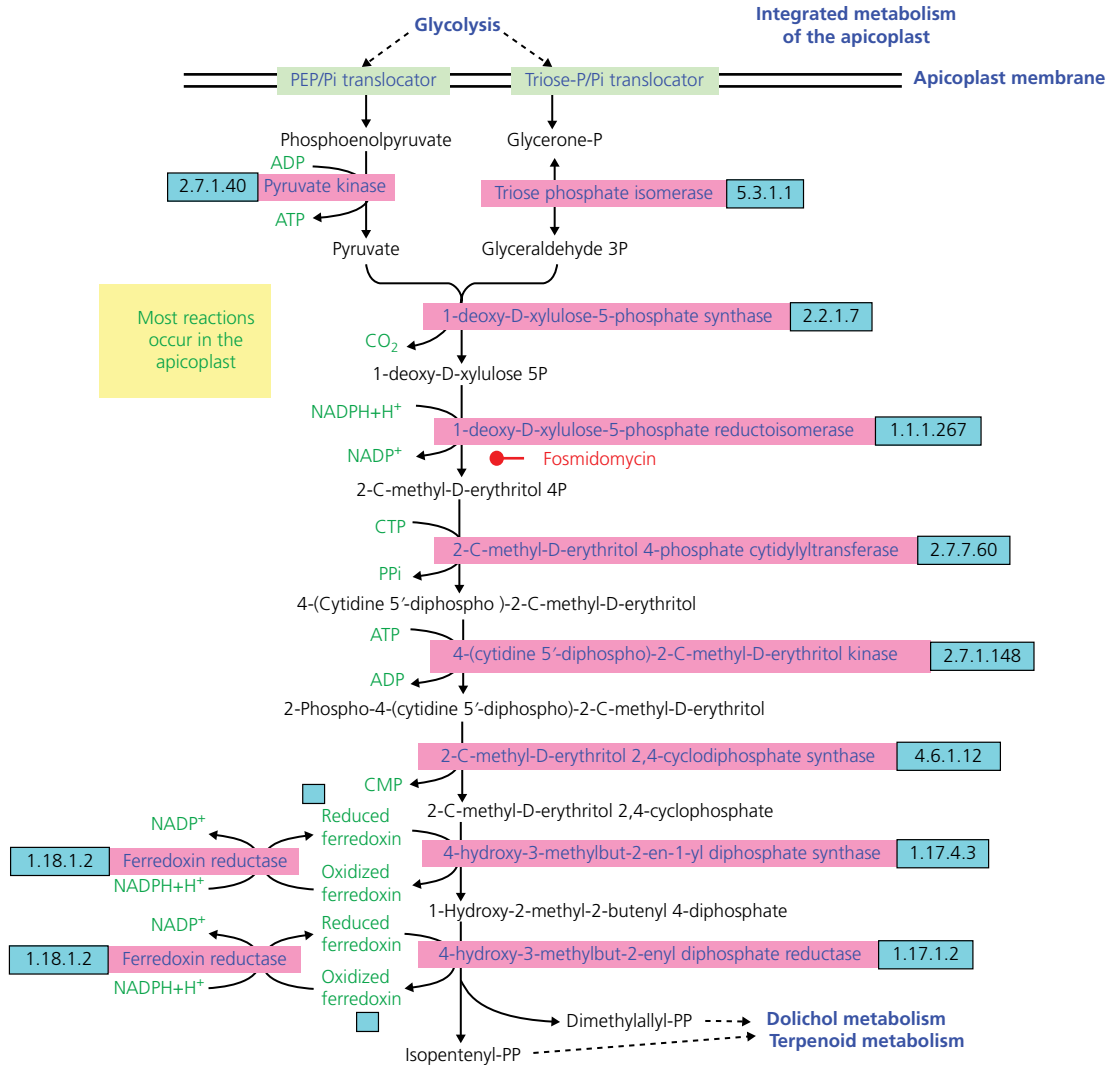 Glycolysis
Integrated metabolism
of the apicoplast
PEP/Pi translocator
Triose-P/Pi translocator
Apicoplast membrane
Phosphoenolpyruvate
Glycerone-P
ADP
2.7.1.40
Pyruvate kinase
Triose phosphate isomerase
5.3.1.1
ATP
Pyruvate
Glyceraldehyde 3P
Most reactions
occur in the
apicoplast
1-deoxy-D-xylulose-5-phosphate synthase
2.2.1.7
CO2
1-deoxy-D-xylulose 5P
NADPH+H+
1-deoxy-D-xylulose-5-phosphate reductoisomerase
1.1.1.267
NADP+
Fosmidomycin
2-C-methyl-D-erythritol 4P
CTP
2-C-methyl-D-erythritol 4-phosphate cytidylyltransferase
2.7.7.60
PPi
4-(Cytidine 5′-diphospho )-2-C-methyl-D-erythritol
ATP
4-(cytidine 5′-diphospho)-2-C-methyl-D-erythritol kinase
2.7.1.148
ADP
2-Phospho-4-(cytidine 5′-diphospho)-2-C-methyl-D-erythritol
2-C-methyl-D-erythritol 2,4-cyclodiphosphate synthase
4.6.1.12
CMP
2-C-methyl-D-erythritol 2,4-cyclophosphate
NADP+
Reduced
ferredoxin
1.18.1.2
Ferredoxin reductase
4-hydroxy-3-methylbut-2-en-1-yl diphosphate synthase
1.17.4.3
NADPH+H+
Oxidized
ferredoxin
1-Hydroxy-2-methyl-2-butenyl 4-diphosphate
NADP+
Reduced
ferredoxin
1.18.1.2
Ferredoxin reductase
4-hydroxy-3-methylbut-2-enyl diphosphate reductase
1.17.1.2
NADPH+H+
Oxidized
ferredoxin
Dimethylallyl-PP
Dolichol metabolism
Terpenoid metabolism
Isopentenyl-PP